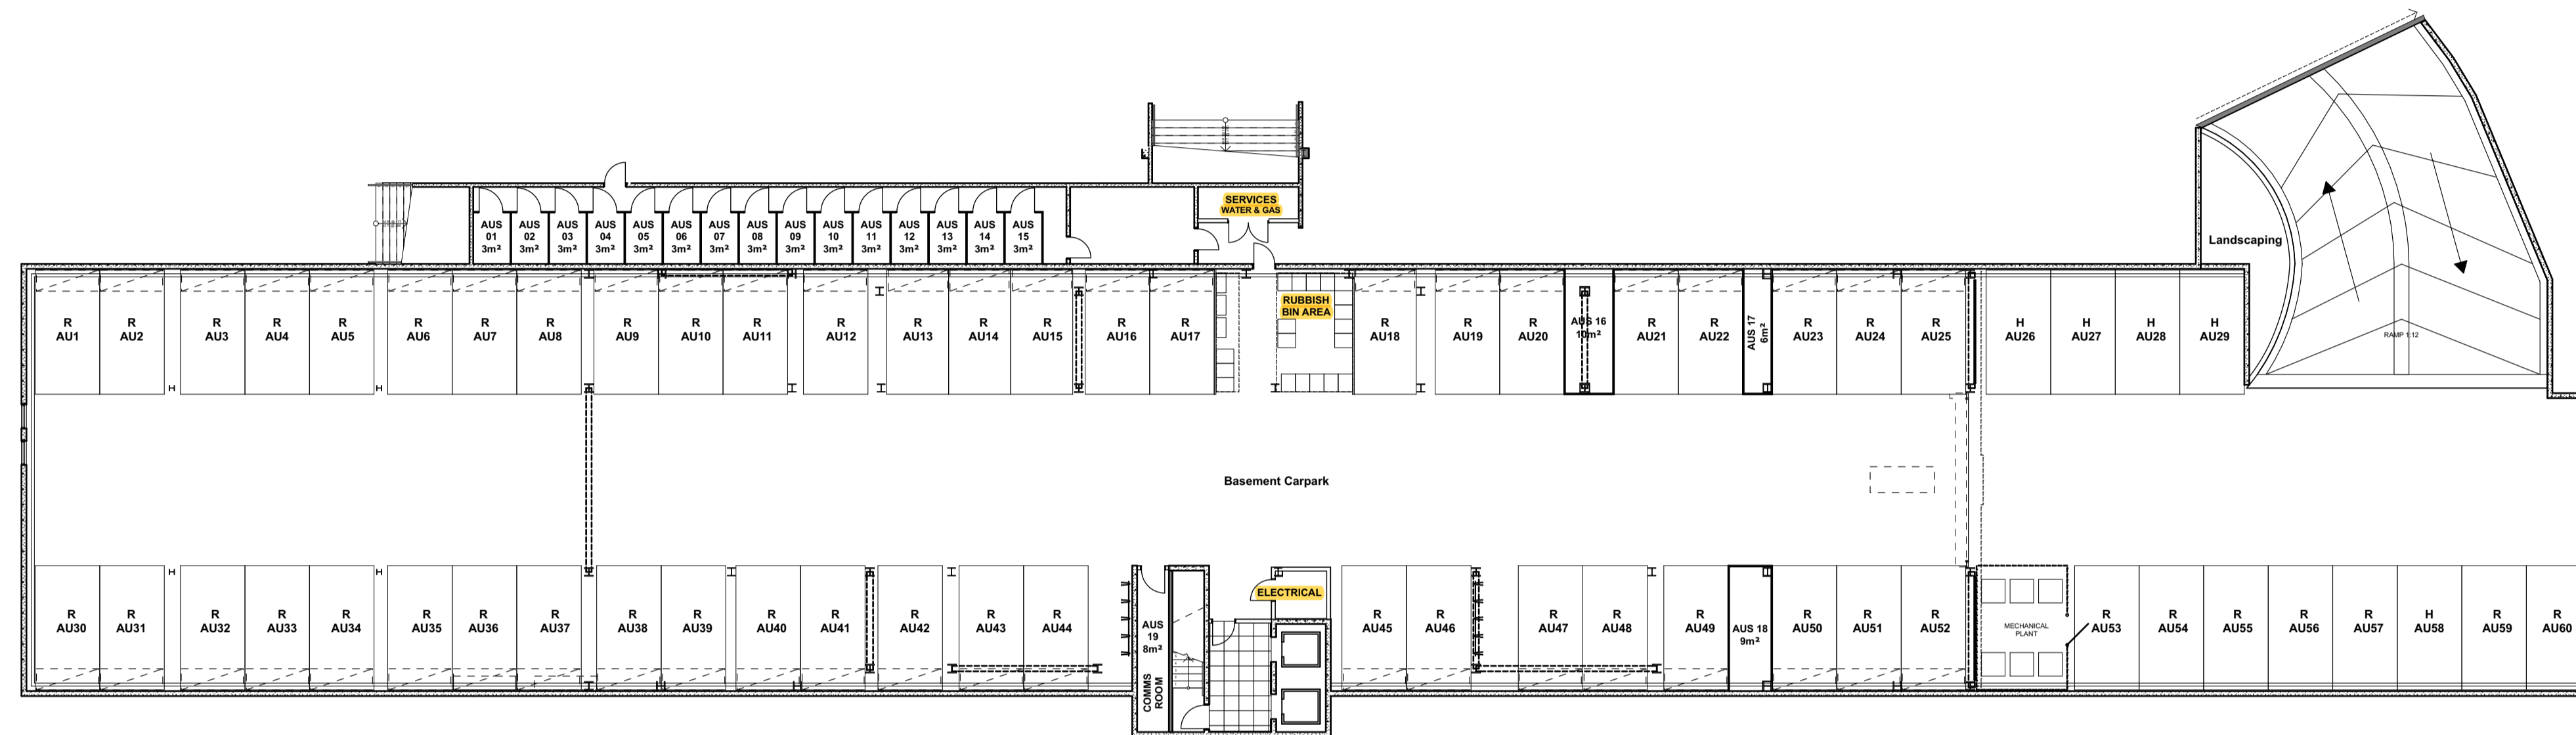 SERVICES
WATER & GAS
AUS
01
3m²
AUS
02
3m²
AUS
03
3m²
AUS
04
3m²
AUS
05
3m²
AUS
06
3m²
AUS
07
3m²
AUS
08
3m²
AUS
09
3m²
AUS
10
3m²
AUS
11
3m²
AUS
12
3m²
AUS
13
3m²
AUS
14
3m²
AUS
15
3m²
Landscaping
R
AU1
R
AU2
R
AU3
R
AU4
R
AU5
R
AU6
R
AU7
R
AU8
R
AU9
R
AU10
R
AU11
R
AU12
R
AU13
R
AU14
R
AU15
R
AU16
R
AU17
RUBBISH
BIN AREA
R
AU18
R
AU19
R
AU20
AUS 16
10m²
R
AU21
R
AU22
AUS 17
6m²
R
AU23
R
AU24
R
AU25
H
AU26
H
AU27
H
AU28
H
AU29
RAMP 1:12
Basement Carpark
ELECTRICAL
R
AU30
R
AU31
R
AU32
R
AU33
R
AU34
R
AU35
R
AU36
R
AU37
R
AU38
R
AU39
R
AU40
R
AU41
R
AU42
R
AU43
R
AU44
AUS
19
8m²
COMMS
ROOM
R
AU45
R
AU46
R
AU47
R
AU48
R
AU49
AUS 18
9m²
R
AU50
R
AU51
R
AU52
MECHANICAL
PLANT
R
AU53
R
AU54
R
AU55
R
AU56
R
AU57
H
AU58
R
AU59
R
AU60